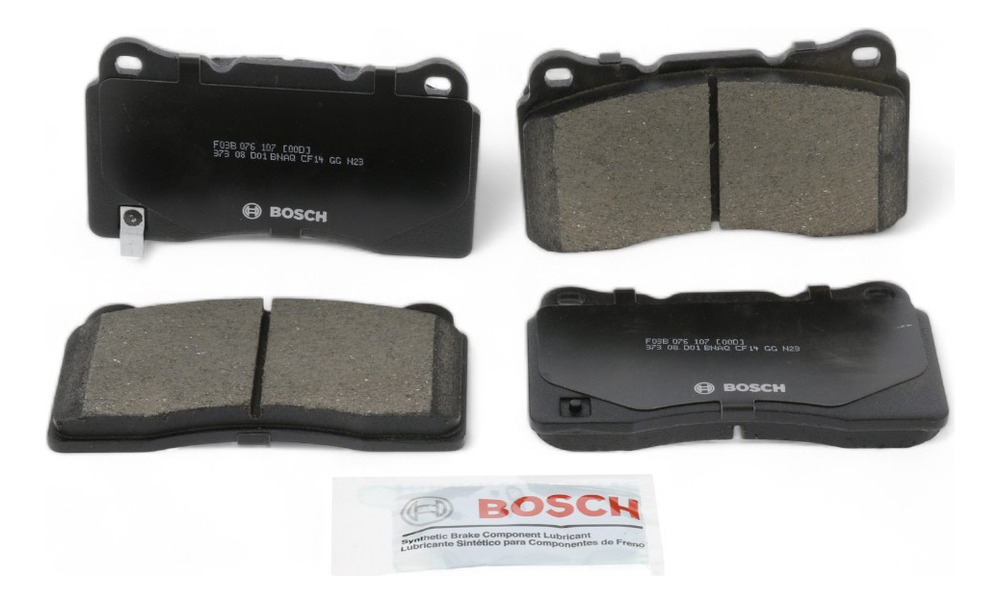 F03B 076 107 [00D]
373 08 D01 BNAQ CF14 GG N23
BOSCH
F03B 076 107 [00D]
373 08 D01 BNAQ CF14 GG N23
BOSCH
BOSCH
Synthetic Brake Component Lubricant
Lubricante Sintético para Componentes de Freno